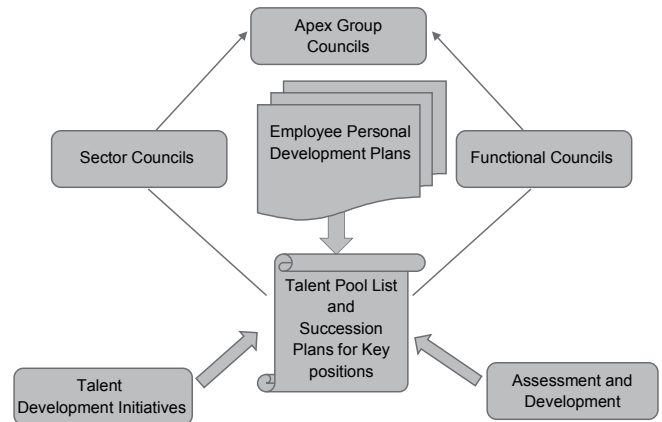 Apex Group
Councils
Employee Personal
Development Plans
Sector Councils
Functional Councils
Talent Pool List
and
Succession
Plans for Key
positions
Talent
Development Initiatives
Assessment and
Development